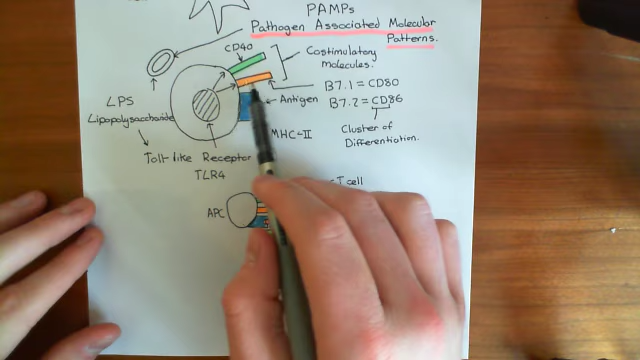 PAMPs
Pathogen Associated Molecular
Patterns.
CD40
Costimulatory
Molecules.
B7.1 = CD80
Antigen
B7.2 = CD86
LPS
Lipopolysaccharide
MHC-II
Cluster of
Differentiation.
Toll-like Receptor
TLR4
T cell
APC